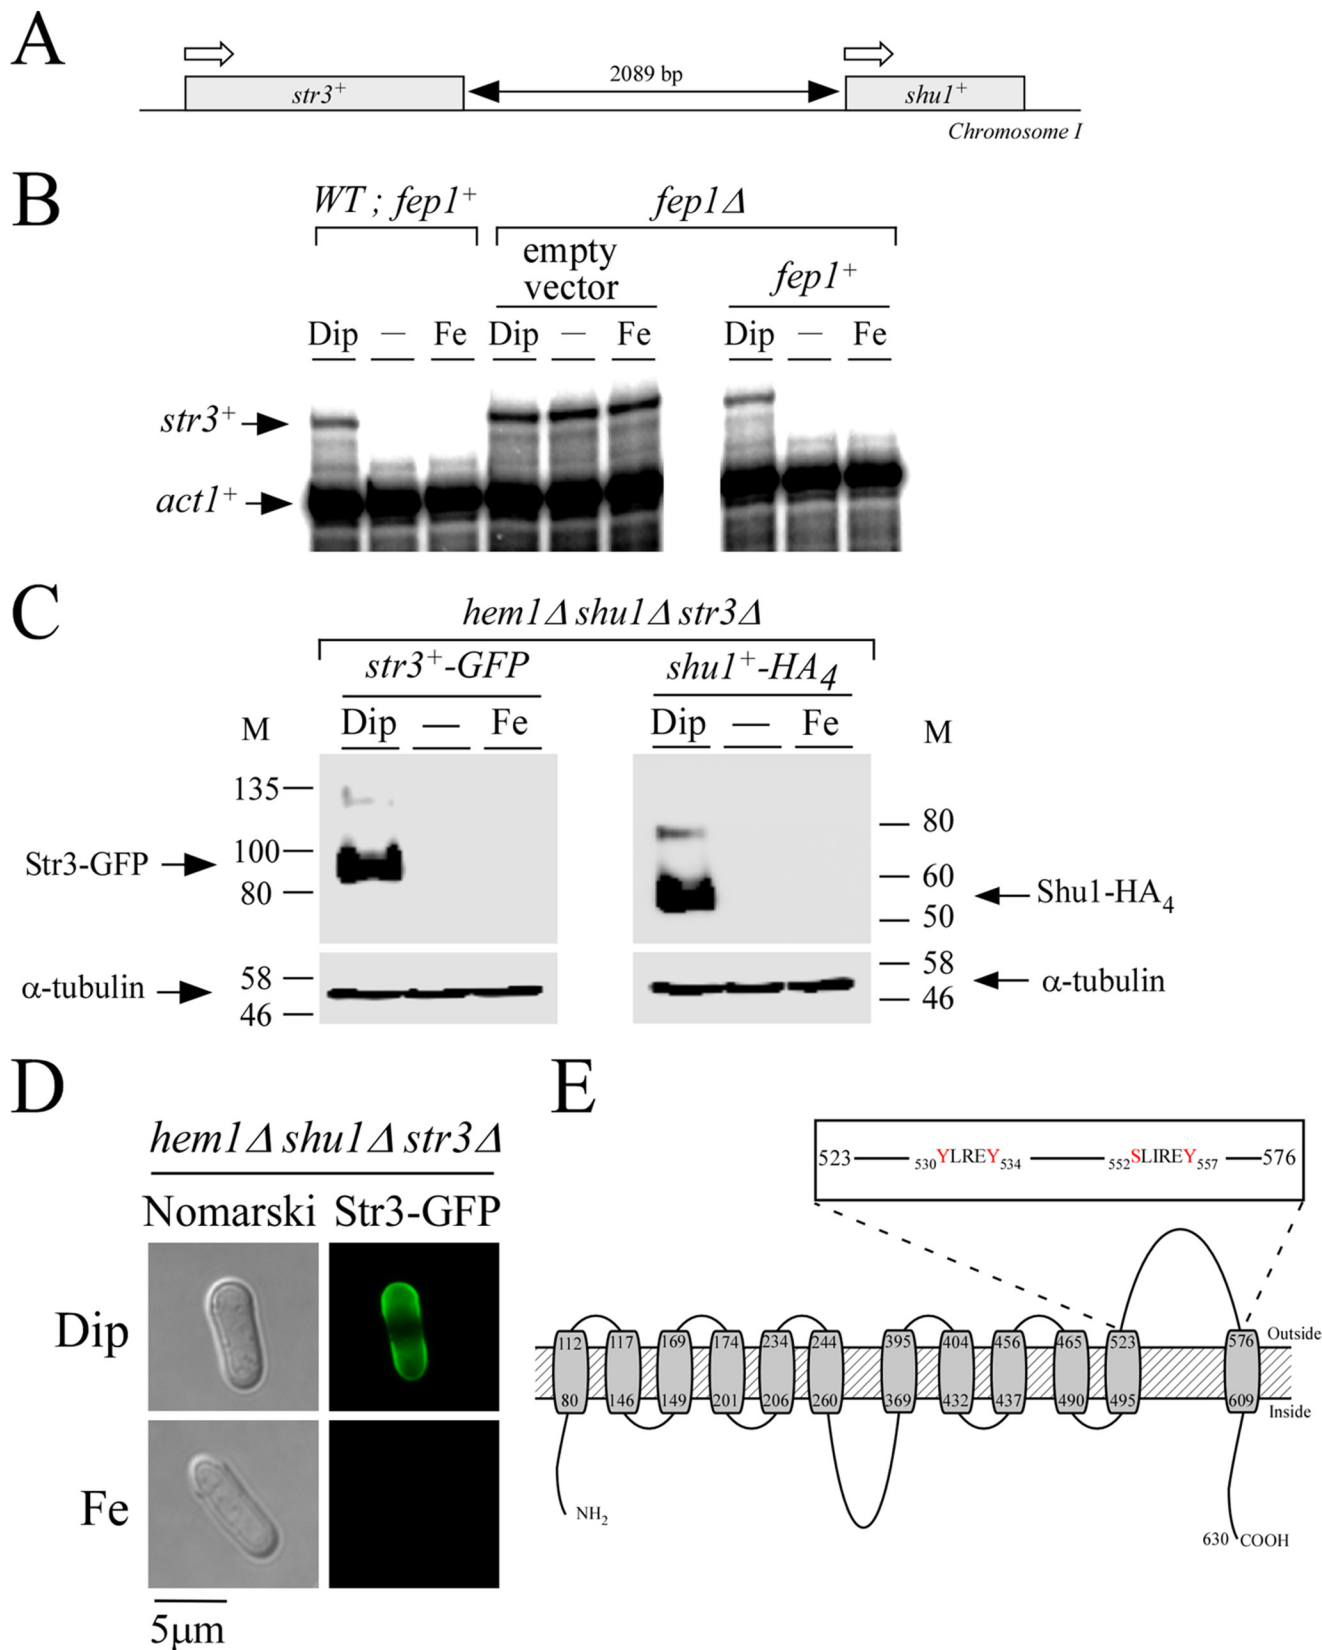 A
2089 bp
str3+ shu1+
Chromosome I
B
WT ; fep1+ fep1Δ
empty
vector
fep1+
Dip — Fe Dip — Fe Dip — Fe
str3+
act1+
C
hem1Δ shu1Δ str3Δ
str3+-GFP shu1+-HA4
M Dip — Fe Dip — Fe M
135
100
80
Str3-GFP
80
60
50
Shu1-HA4
α-tubulin
58
46
58
46
α-tubulin
D
hem1Δ shu1Δ str3Δ
Nomarski Str3-GFP
Dip
Fe
5μm
E
523 530YLREY534 552SLIREY557 576
112 117 169 174 234 244 395 404 456 465 523 576 Outside
80 146 149 201 206 260 369 432 437 490 495 609 Inside
NH2
630 COOH